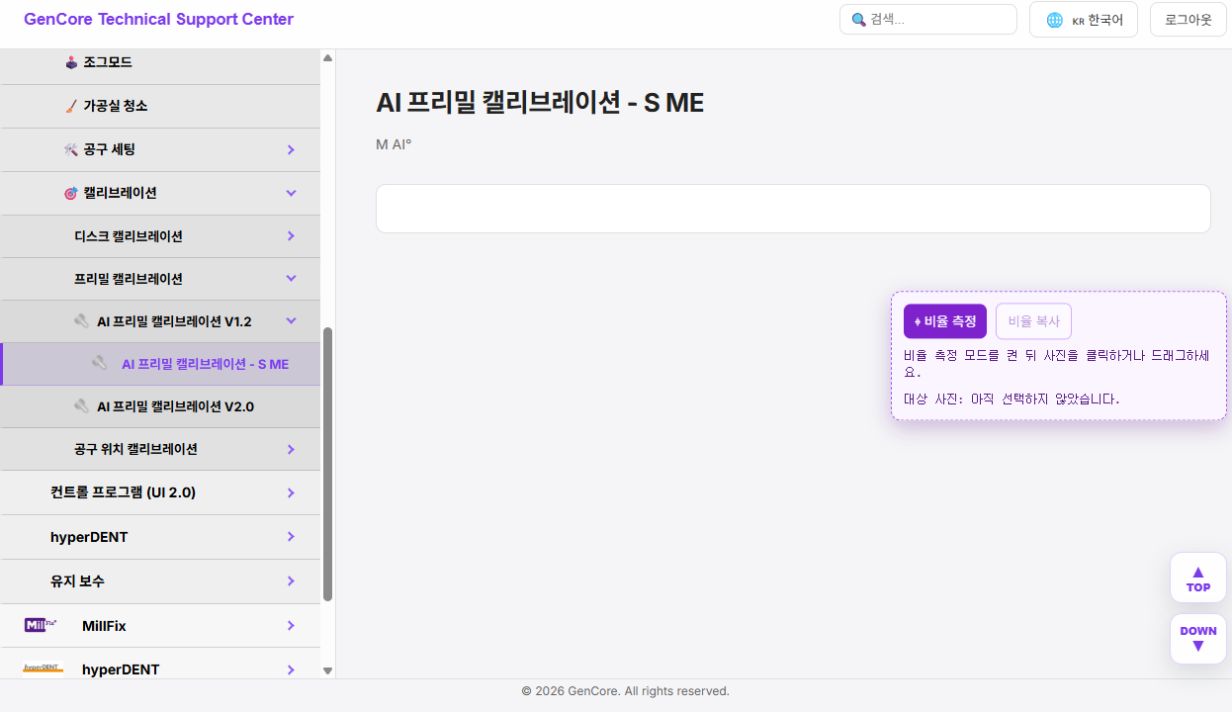 GenCore Technical Support Center
검색...
KR 한국어
로그아웃
조그모드
가공실 청소
공구 세팅
캘리브레이션
디스크 캘리브레이션
프리밀 캘리브레이션
AI 프리밀 캘리브레이션 V1.2
AI 프리밀 캘리브레이션 - S ME
AI 프리밀 캘리브레이션 V2.0
공구 위치 캘리브레이션
컨트롤 프로그램 (UI 2.0)
hyperDENT
유지 보수
MillFix
MillFix
hyperDENT
hyperDENT
AI 프리밀 캘리브레이션 - S ME
M AI°
비율 측정
비율 복사
비율 측정 모드를 켠 뒤 사진을 클릭하거나 드래그하세
요.
대상 사진: 아직 선택하지 않았습니다.
TOP
DOWN
© 2026 GenCore. All rights reserved.